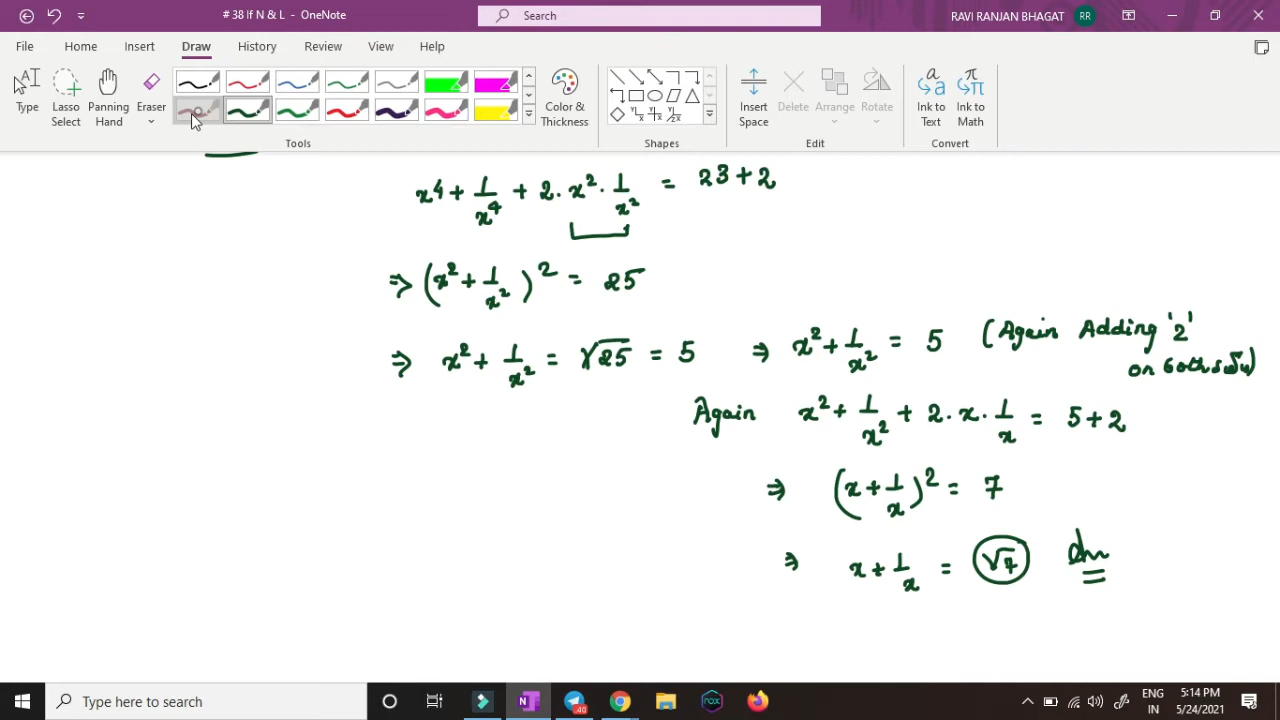 # 38 If N & L - OneNote
Search
RAVI RANJAN BHAGAT RR
File Home Insert Draw History Review View Help
Type
Lasso Select
Panning Hand
Eraser
Color & Thickness
Insert Space
Delete
Arrange
Rotate
Ink to Text
Ink to Math
Tools
Shapes
Edit
Convert
x⁴ + 1/x⁴ + 2 . x² . 1/x² = 23 + 2
⇒ (x² + 1/x²)² = 25
⇒ x² + 1/x² = √25 = 5 ⇒ x² + 1/x² = 5 (Again Adding '2'
on both sides)
Again x² + 1/x² + 2 . x . 1/x = 5 + 2
⇒ (x + 1/x)² = 7
⇒ x + 1/x = √7
Type here to search
40
nox
ENG
IN
5:14 PM
5/24/2021